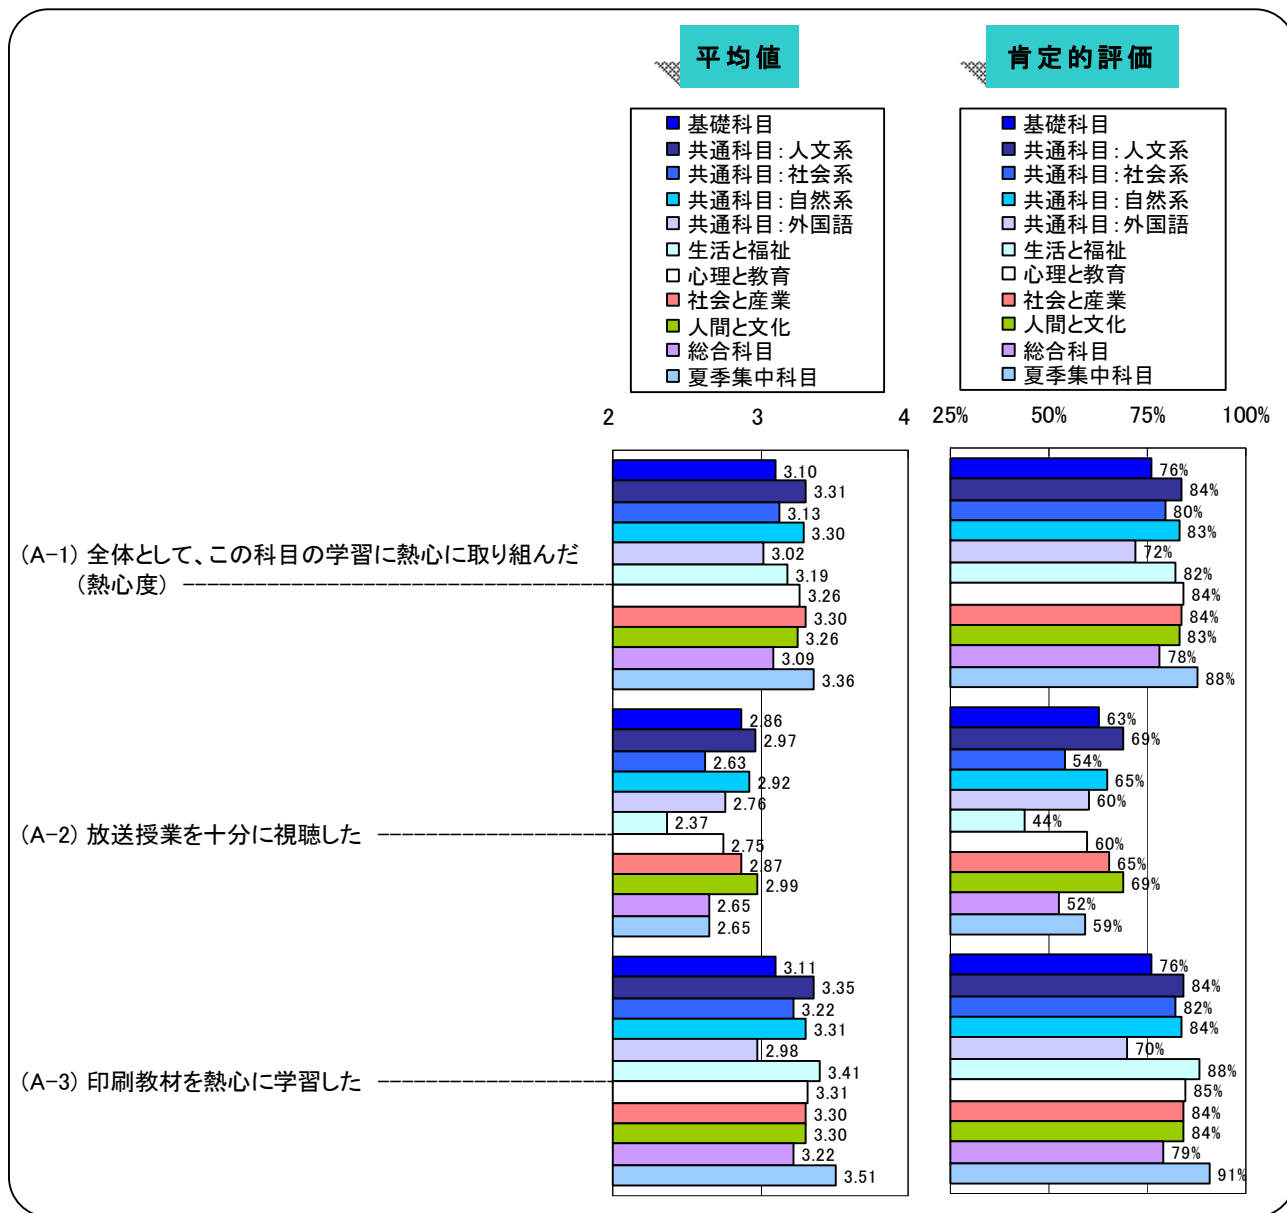 平均値
肯定的評価
基礎科目
共通科目：人文系
共通科目：社会系
共通科目：自然系
共通科目：外国語
生活と福祉
心理と教育
社会と産業
人間と文化
総合科目
夏季集中科目
基礎科目
共通科目：人文系
共通科目：社会系
共通科目：自然系
共通科目：外国語
生活と福祉
心理と教育
社会と産業
人間と文化
総合科目
夏季集中科目
2 3 4
25% 50% 75% 100%
(A-1) 全体として、この科目の学習に熱心に取り組んだ
(熱心度)
3.10
3.31
3.13
3.30
3.02
3.19
3.26
3.30
3.26
3.09
3.36
76%
84%
80%
83%
72%
82%
84%
84%
83%
78%
88%
(A-2) 放送授業を十分に視聴した
2.86
2.97
2.63
2.92
2.76
2.37
2.75
2.87
2.99
2.65
2.65
63%
69%
54%
65%
60%
44%
60%
65%
69%
52%
59%
(A-3) 印刷教材を熱心に学習した
3.11
3.35
3.22
3.31
2.98
3.41
3.31
3.30
3.30
3.22
3.51
76%
84%
82%
84%
70%
88%
85%
84%
84%
79%
91%